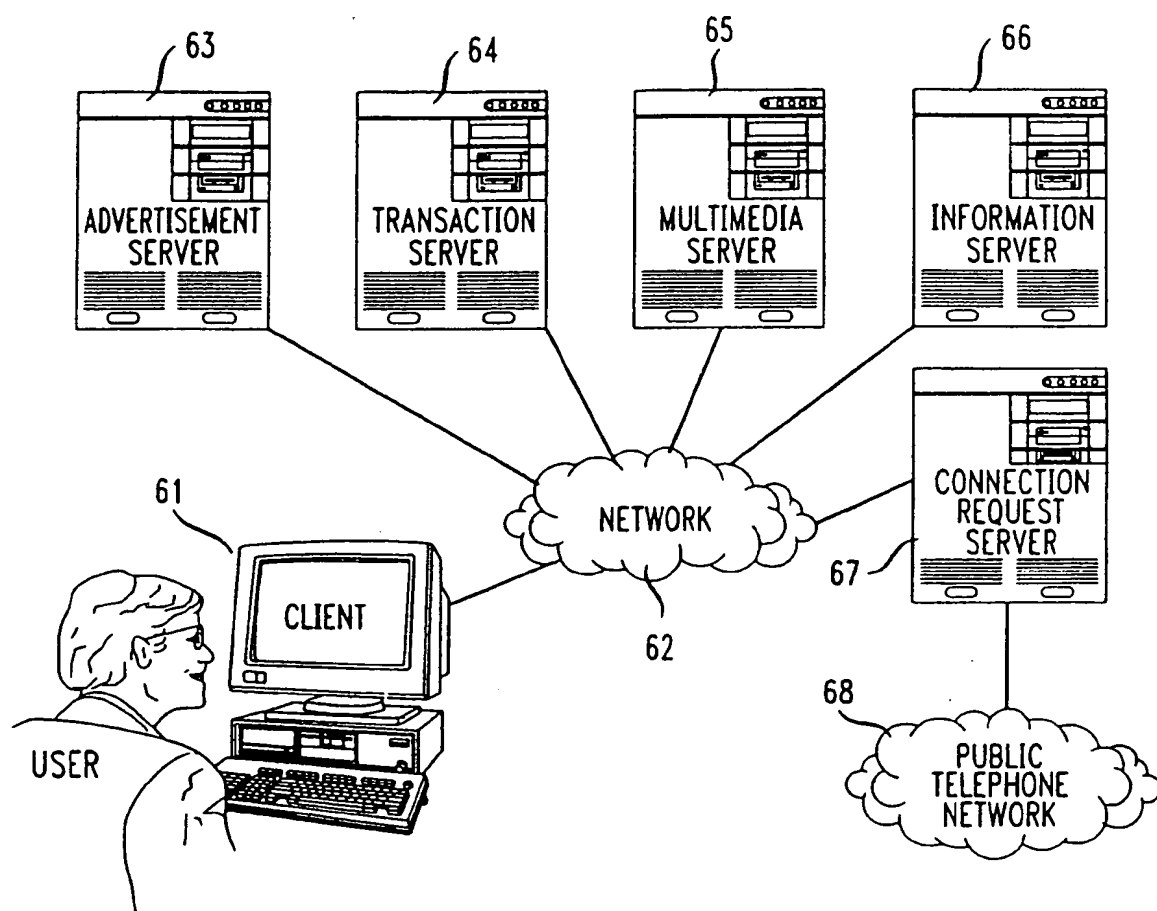 63
64
65
66
ADVERTISEMENT
SERVER
TRANSACTION
SERVER
MULTIMEDIA
SERVER
INFORMATION
SERVER
61
NETWORK
62
CONNECTION
REQUEST
SERVER
67
CLIENT
USER
68
PUBLIC
TELEPHONE
NETWORK